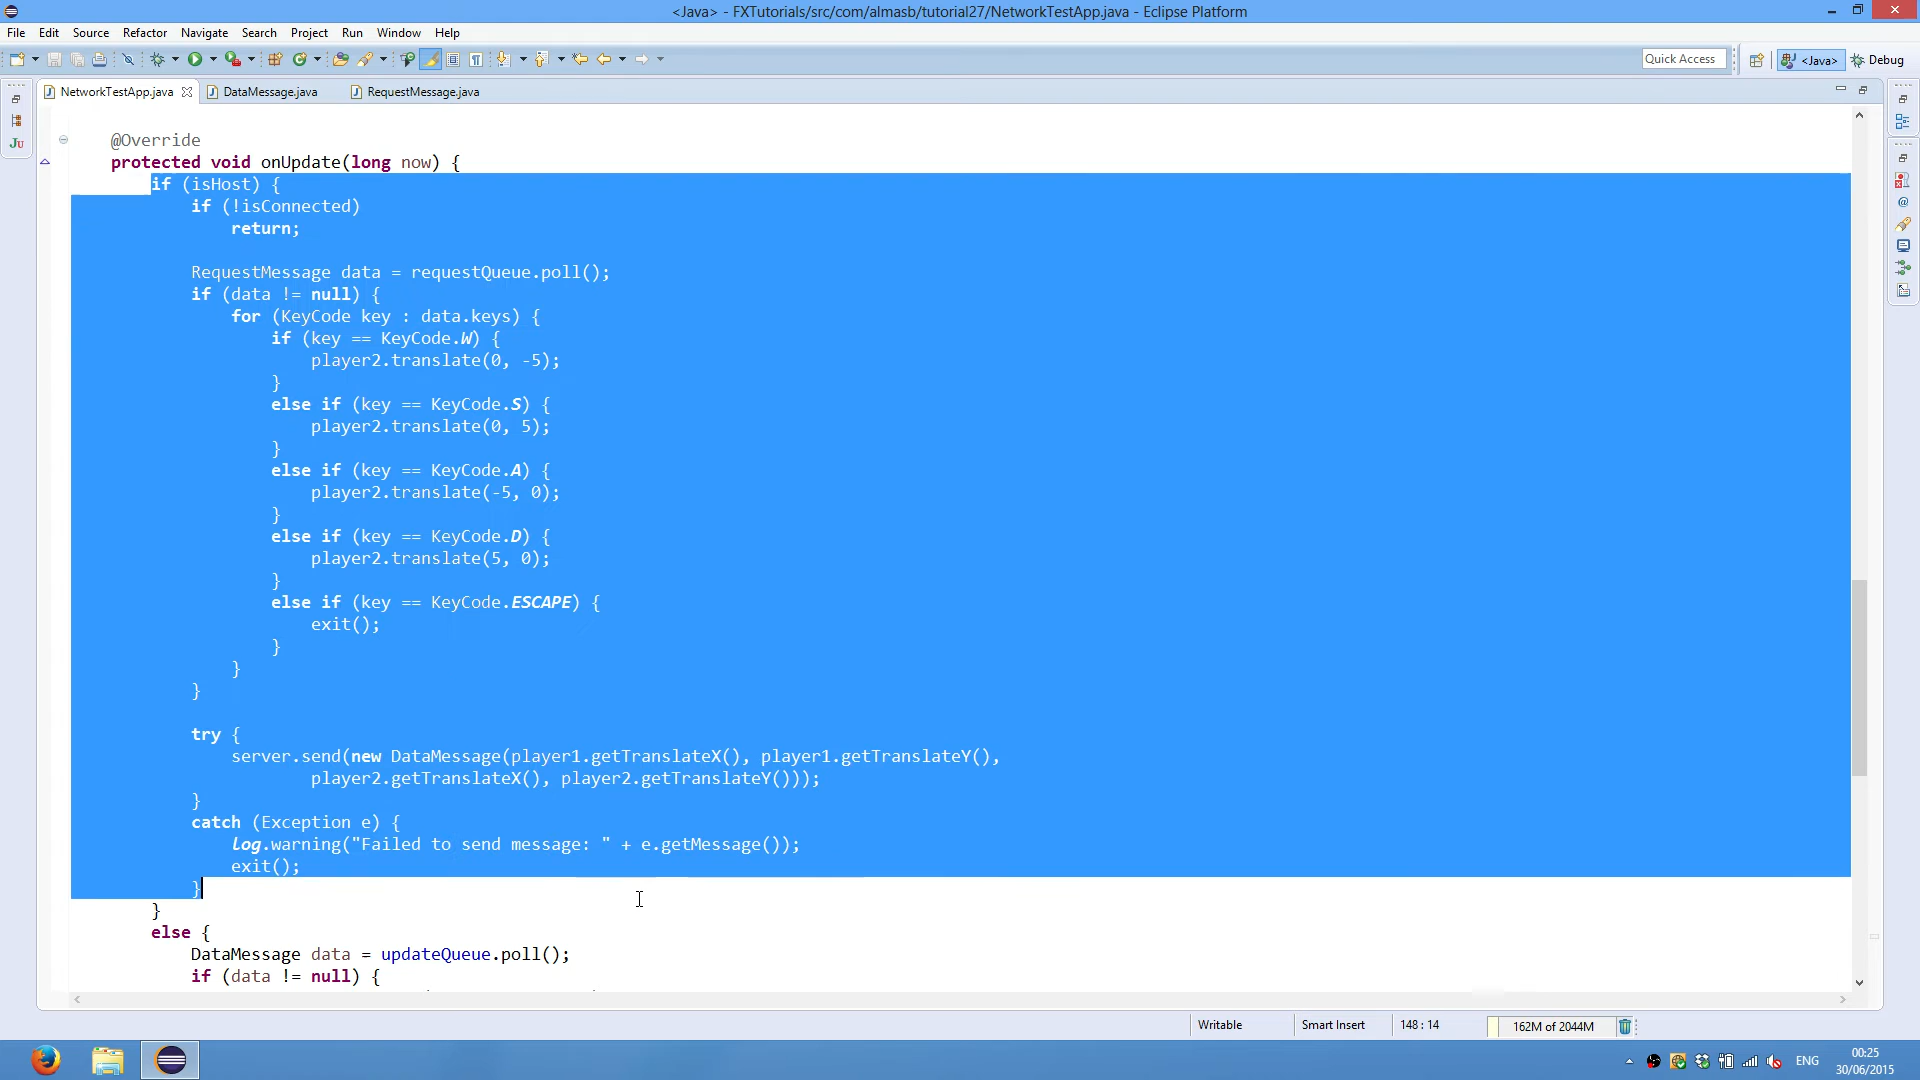 <Java> - FXTutorials/src/com/almasb/tutorial27/NetworkTestApp.java - Eclipse Platform
File Edit Source Refactor Navigate Search Project Run Window Help
Quick Access <Java> Debug
NetworkTestApp.java DataMessage.java RequestMessage.java
@Override
protected void onUpdate(long now) {
if (isHost) {
if (!isConnected)
return;
RequestMessage data = requestQueue.poll();
if (data != null) {
for (KeyCode key : data.keys) {
if (key == KeyCode.W) {
player2.translate(0, -5);
}
else if (key == KeyCode.S) {
player2.translate(0, 5);
}
else if (key == KeyCode.A) {
player2.translate(-5, 0);
}
else if (key == KeyCode.D) {
player2.translate(5, 0);
}
else if (key == KeyCode.ESCAPE) {
exit();
}
}
}
try {
server.send(new DataMessage(player1.getTranslateX(), player1.getTranslateY(),
player2.getTranslateX(), player2.getTranslateY()));
}
catch (Exception e) {
log.warning("Failed to send message: " + e.getMessage());
exit();
}
}
else {
DataMessage data = updateQueue.poll();
if (data != null) {
Writable Smart Insert 148 : 14 162M of 2044M
ENG 00:25
30/06/2015